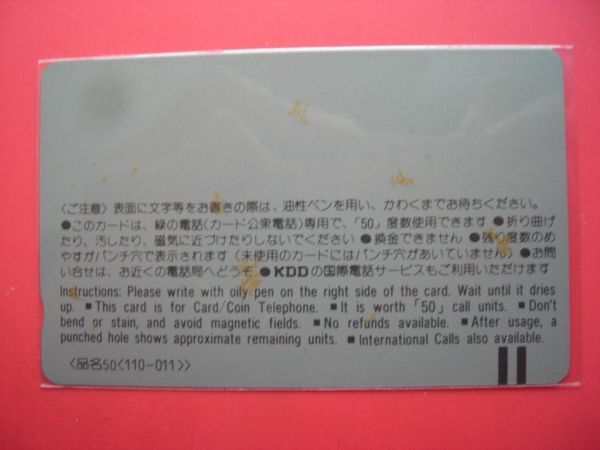 〈ご注意〉表面に文字等をお書きの際は、油性ペンを用い、かわくまでお待ちください。
●このカードは、緑の電話(カード公衆電話)専用で、「50」度数使用できます ●折り曲げ
たり、汚したり、磁気に近づけたりしないでください ●換金できません ●残り度数のめ
やすがパンチ穴で表示されます（未使用のカードにはパンチ穴があいていません）●お問
い合せは、お近くの電話局へどうぞ ●KDDの国際電話サービスもご利用いただけます
Instructions: Please write with oily pen on the right side of the card. Wait until it dries
up. ■This card is for Card/Coin Telephone. ■It is worth「50」call units. ■Don't
bend or stain, and avoid magnetic fields. ■No refunds available. ■After usage, a
punched hole shows approximate remaining units. ■International Calls also available.
〈品名50〈110-011〉〉